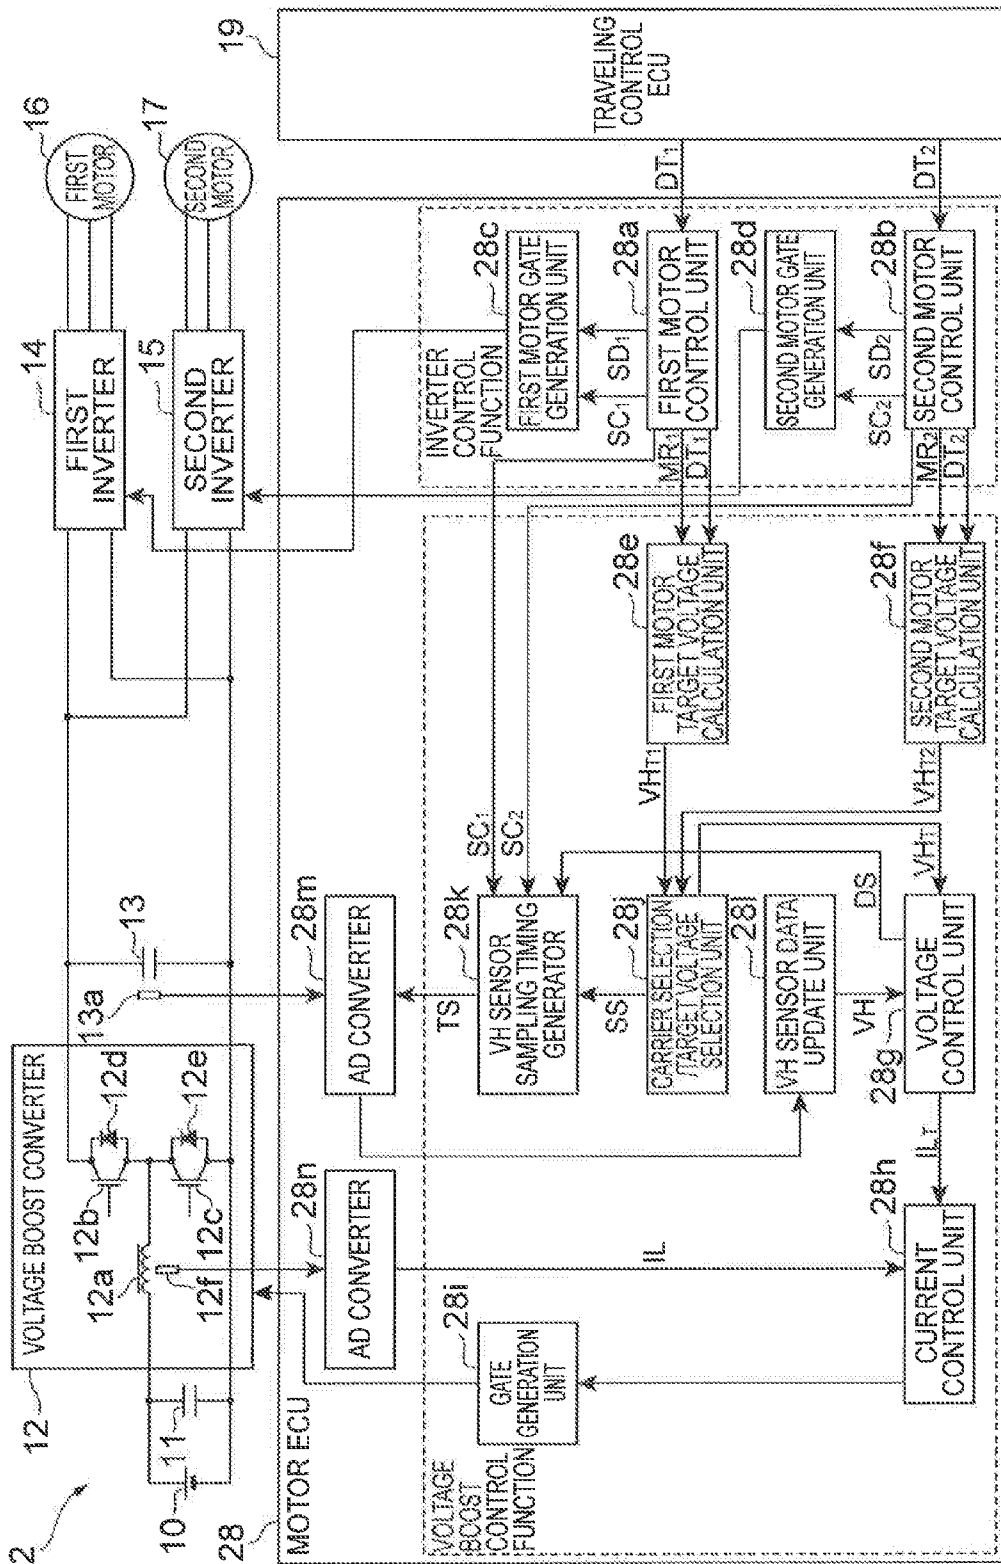 2
12
VOLTAGE BOOST CONVERTER
12d
12b
12a
12e
12c
12f
10
11
13a
13
14
FIRST
INVERTER
15
SECOND
INVERTER
16
FIRST
MOTOR
17
SECOND
MOTOR
28
MOTOR ECU
28n
AD CONVERTER
28m
AD CONVERTER
19
TRAVELING
CONTROL
ECU
VOLTAGE
BOOST
CONTROL
FUNCTION
28i
GATE
GENERATION
UNIT
IL
TS
28k
VH SENSOR
SAMPLING TIMING
GENERATOR
SC1
SC2
SS
28j
CARRIER SELECTION
/TARGET VOLTAGE
SELECTION UNIT
28l
VH SENSOR DATA
UPDATE UNIT
VH
DS
VHT
28g
VOLTAGE
CONTROL UNIT
ILT
28h
CURRENT
CONTROL UNIT
VHT1
28e
FIRST MOTOR
TARGET VOLTAGE
CALCULATION UNIT
VHT2
28f
SECOND MOTOR
TARGET VOLTAGE
CALCULATION UNIT
INVERTER
CONTROL
FUNCTION
28c
FIRST MOTOR GATE
GENERATION UNIT
SC1
SD1
28a
FIRST MOTOR
CONTROL UNIT
MR1
DT1
DT1
28d
SECOND MOTOR GATE
GENERATION UNIT
SC2
SD2
28b
SECOND MOTOR
CONTROL UNIT
MR2
DT2
DT2